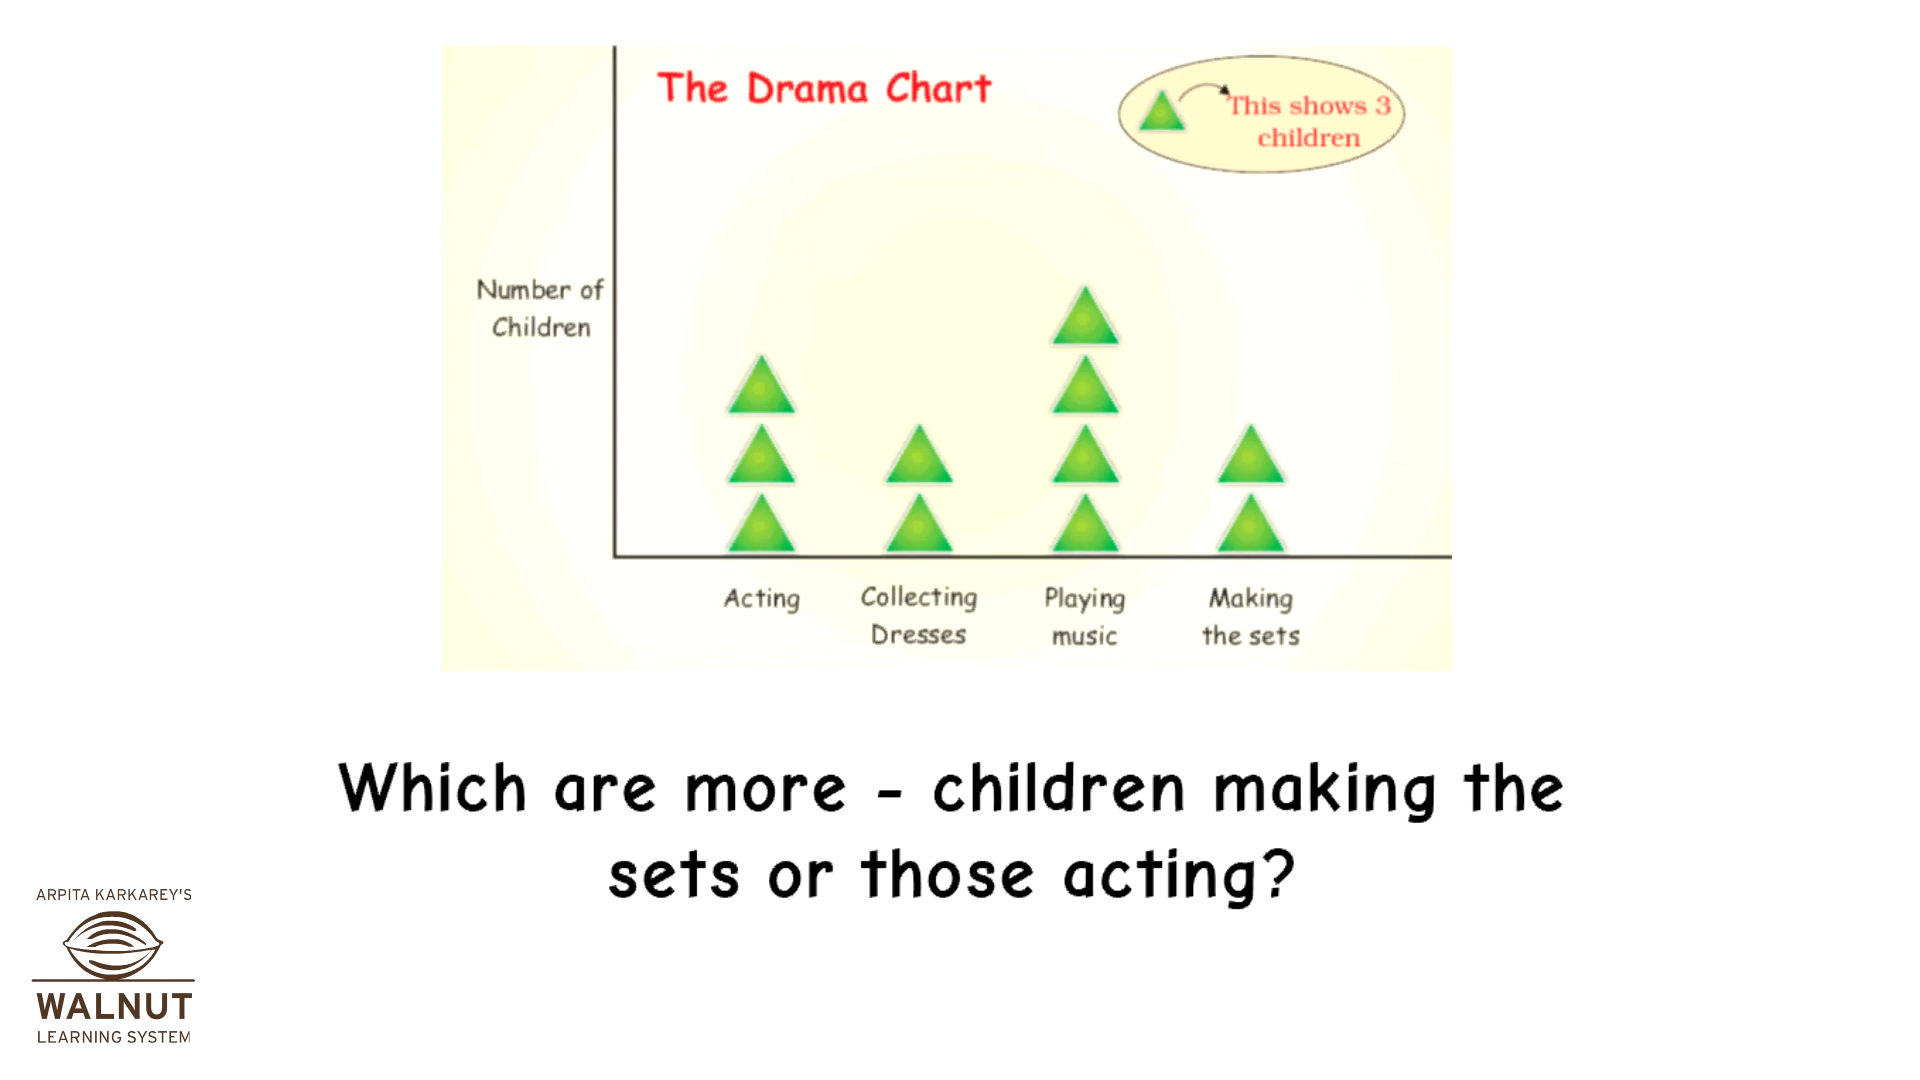 The Drama Chart
This shows 3
children
Number of
Children
Acting
Collecting
Dresses
Playing
music
Making
the sets
Which are more - children making the
sets or those acting?
ARPITA KARKAREY'S
WALNUT
LEARNING SYSTEM